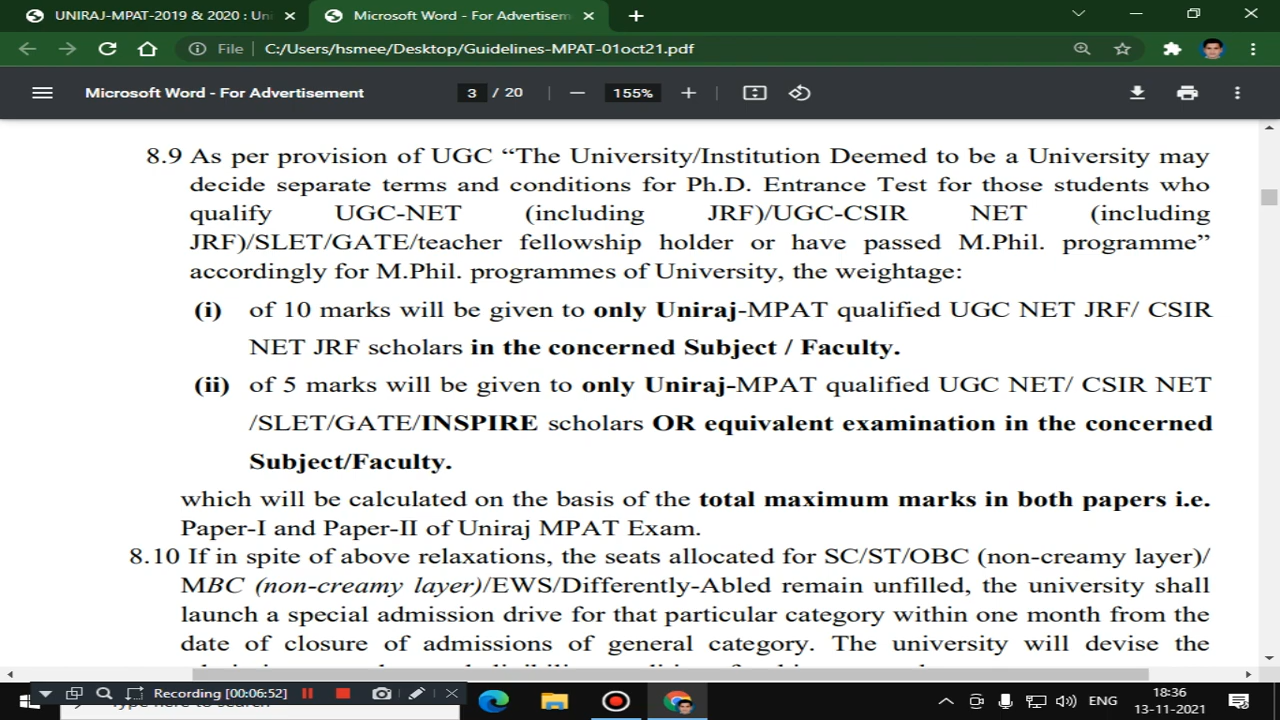 UNIRAJ-MPAT-2019 & 2020 : Un
Microsoft Word - For Advertisem
File
C:/Users/hsmee/Desktop/Guidelines-MPAT-01oct21.pdf
Microsoft Word - For Advertisement
3 / 20
155%
8.9 As per provision of UGC “The University/Institution Deemed to be a University may
decide separate terms and conditions for Ph.D. Entrance Test for those students who
qualify UGC-NET (including JRF)/UGC-CSIR NET (including
JRF)/SLET/GATE/teacher fellowship holder or have passed M.Phil. programme”
accordingly for M.Phil. programmes of University, the weightage:
(i) of 10 marks will be given to only Uniraj-MPAT qualified UGC NET JRF/ CSIR
NET JRF scholars in the concerned Subject / Faculty.
(ii) of 5 marks will be given to only Uniraj-MPAT qualified UGC NET/ CSIR NET
/SLET/GATE/INSPIRE scholars OR equivalent examination in the concerned
Subject/Faculty.
which will be calculated on the basis of the total maximum marks in both papers i.e.
Paper-I and Paper-II of Uniraj MPAT Exam.
8.10 If in spite of above relaxations, the seats allocated for SC/ST/OBC (non-creamy layer)/
MBC (non-creamy layer)/EWS/Differently-Abled remain unfilled, the university shall
launch a special admission drive for that particular category within one month from the
date of closure of admissions of general category. The university will devise the
Recording [00:06:52]
Type here to search
ENG
18:36
13-11-2021